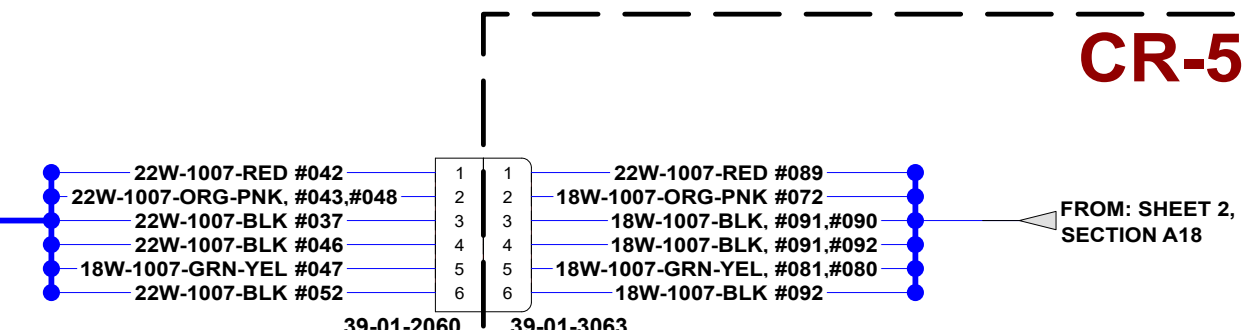 CR-5
22W-1007-RED #042 1 1 22W-1007-RED #089
22W-1007-ORG-PNK, #043,#048 2 2 18W-1007-ORG-PNK #072
22W-1007-BLK #037 3 3 18W-1007-BLK, #091,#090
22W-1007-BLK #046 4 4 18W-1007-BLK, #091,#092
18W-1007-GRN-YEL #047 5 5 18W-1007-GRN-YEL, #081,#080
22W-1007-BLK #052 6 6 18W-1007-BLK #092
FROM: SHEET 2,
SECTION A18
39-01-2060 39-01-3063